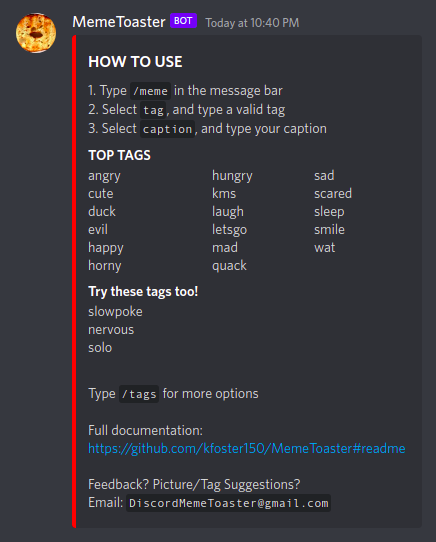 MemeToaster BOT Today at 10:40 PM
HOW TO USE
1. Type /meme in the message bar
2. Select tag, and type a valid tag
3. Select caption, and type your caption
TOP TAGS
angry hungry sad
cute kms scared
duck laugh sleep
evil letsgo smile
happy mad wat
horny quack
Try these tags too!
slowpoke
nervous
solo
Type /tags for more options
Full documentation:
https://github.com/kfoster150/MemeToaster#readme
Feedback? Picture/Tag Suggestions?
Email: DiscordMemeToaster@gmail.com